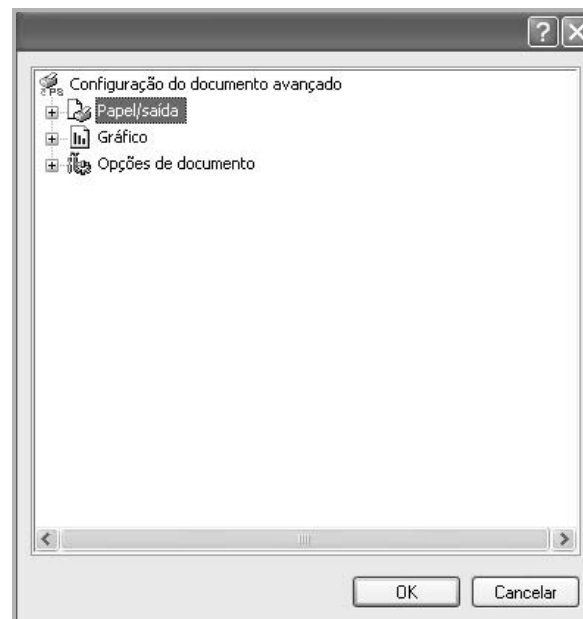 Configuração do documento avançado
Papel/saída
Gráfico
Opções de documento
OK
Cancelar